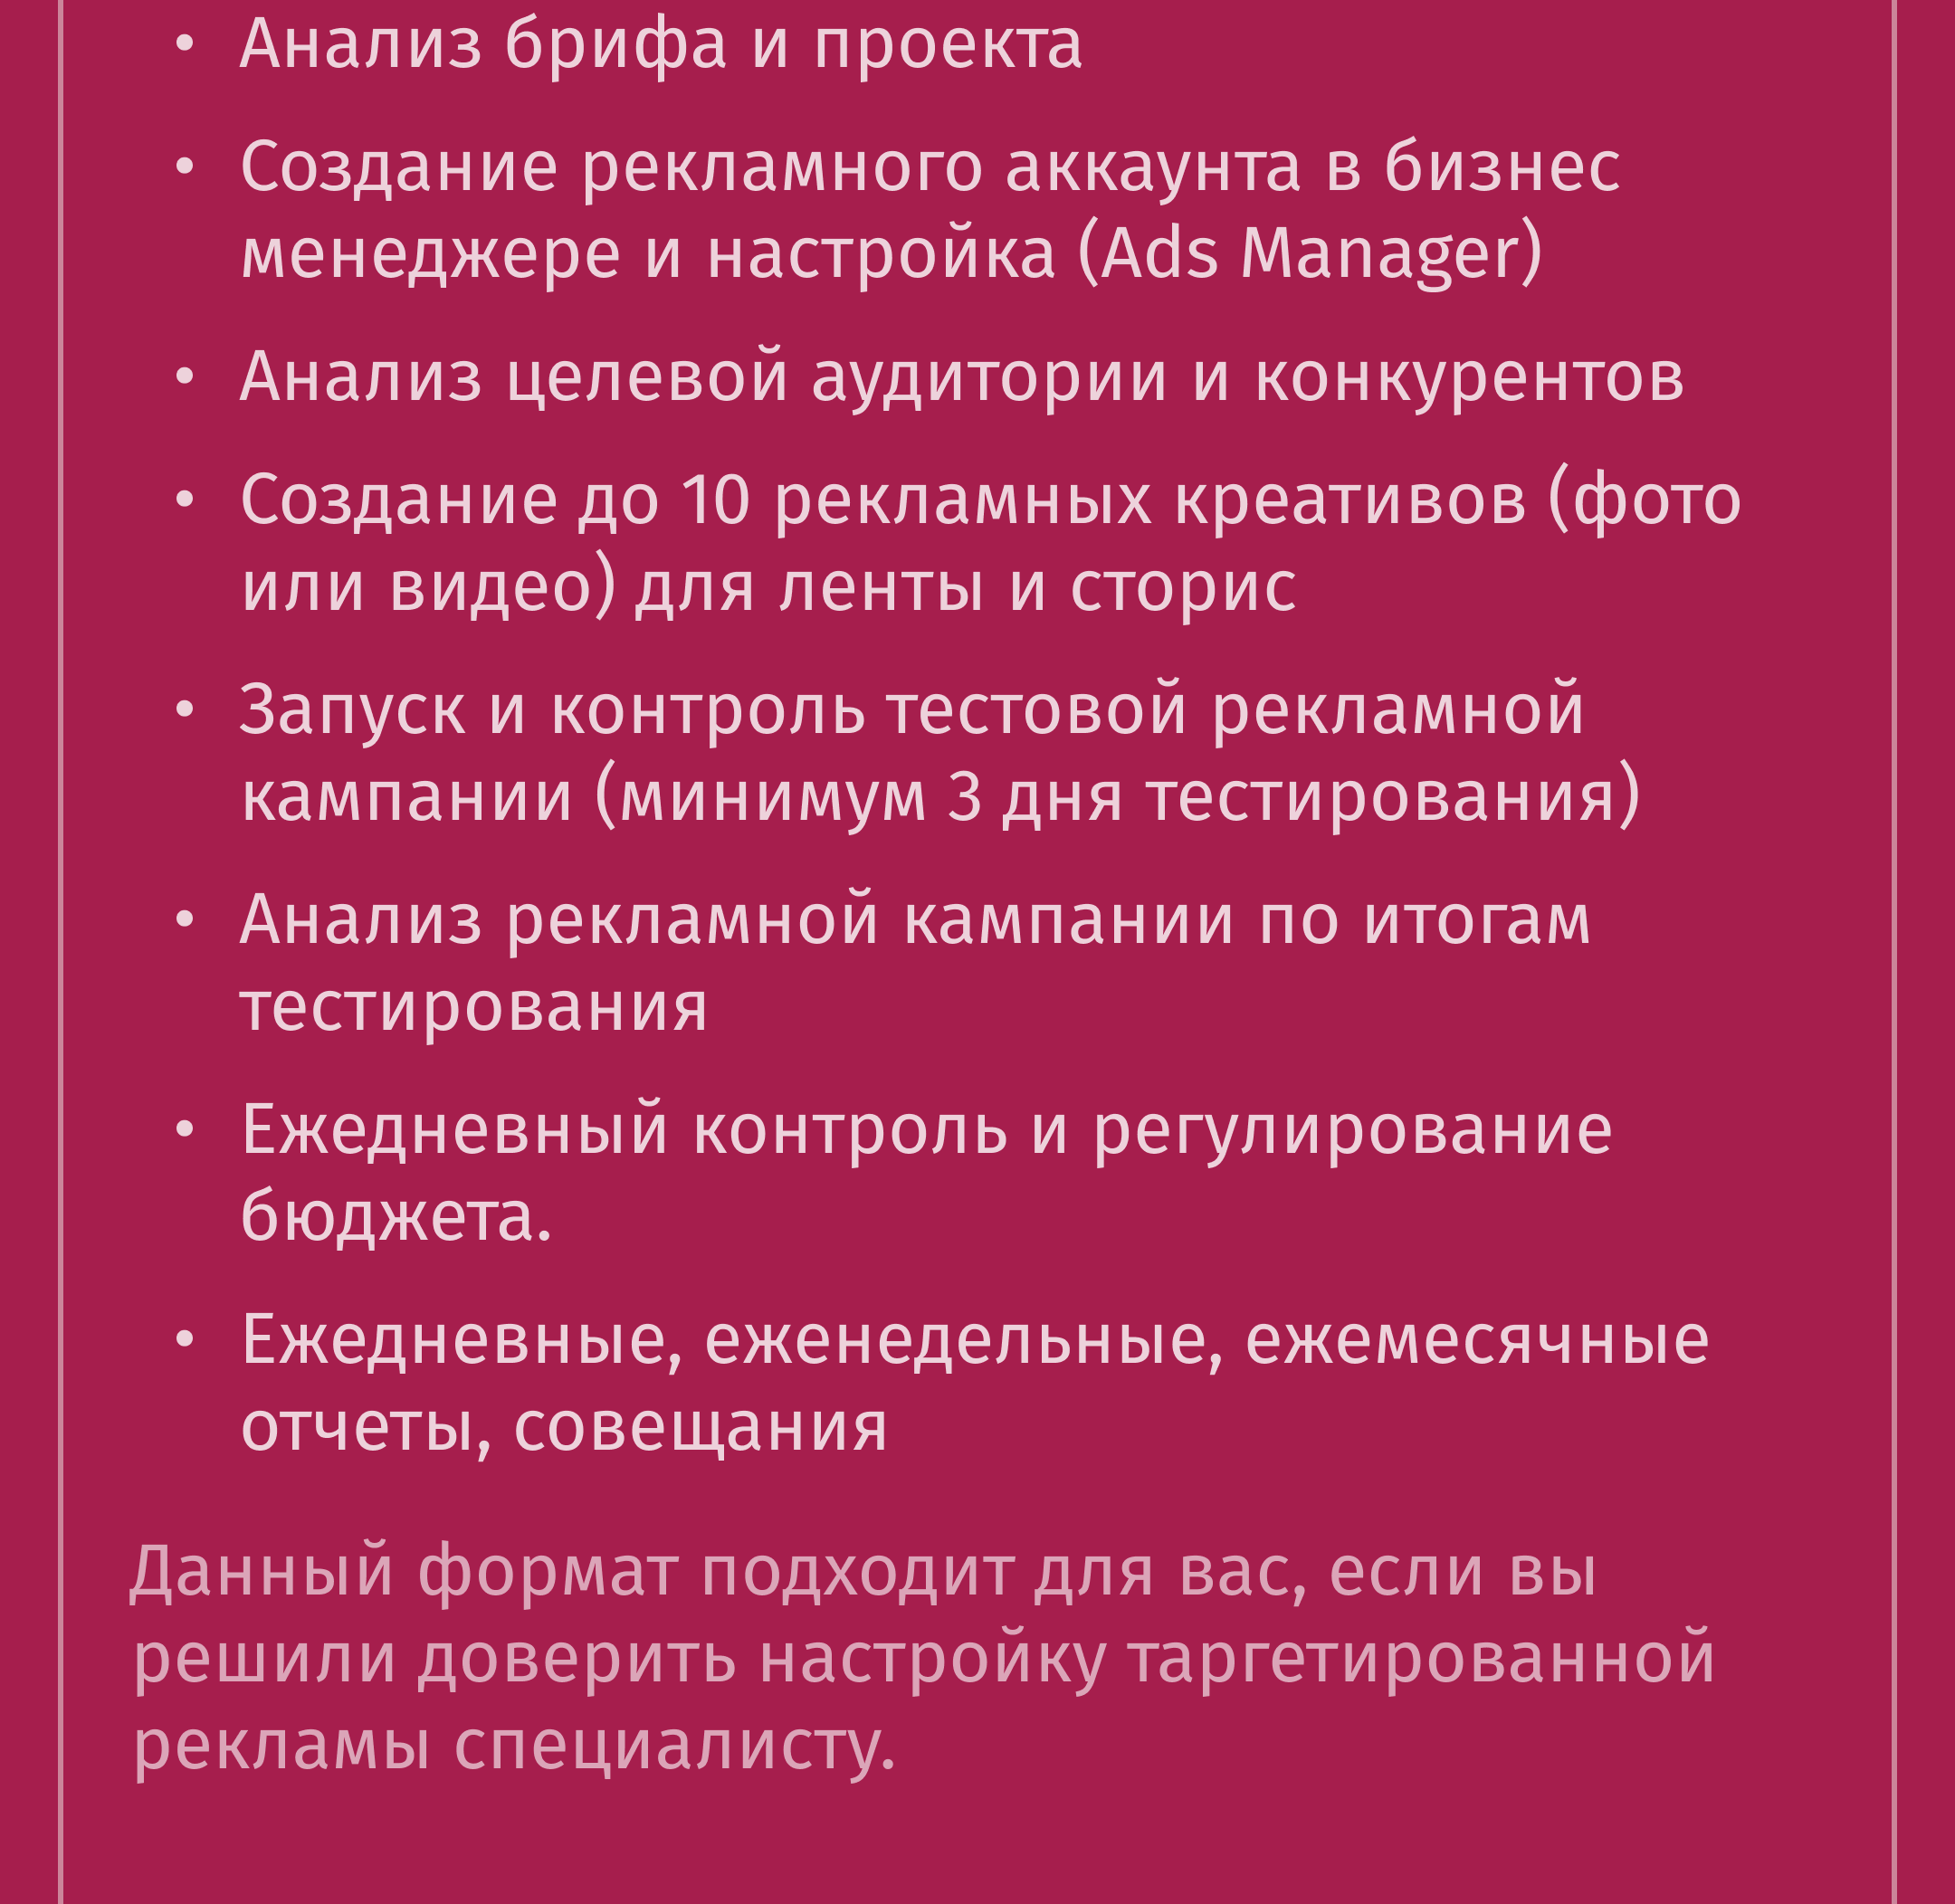 • Анализ брифа и проекта
• Создание рекламного аккаунта в бизнес
менеджере и настройка (Ads Manager)
• Анализ целевой аудитории и конкурентов
• Создание до 10 рекламных креативов (фото
или видео) для ленты и сторис
• Запуск и контроль тестовой рекламной
кампании (минимум 3 дня тестирования)
• Анализ рекламной кампании по итогам
тестирования
• Ежедневный контроль и регулирование
бюджета.
• Ежедневные, еженедельные, ежемесячные
отчеты, совещания
Данный формат подходит для вас, если вы
решили доверить настройку таргетированной
рекламы специалисту.